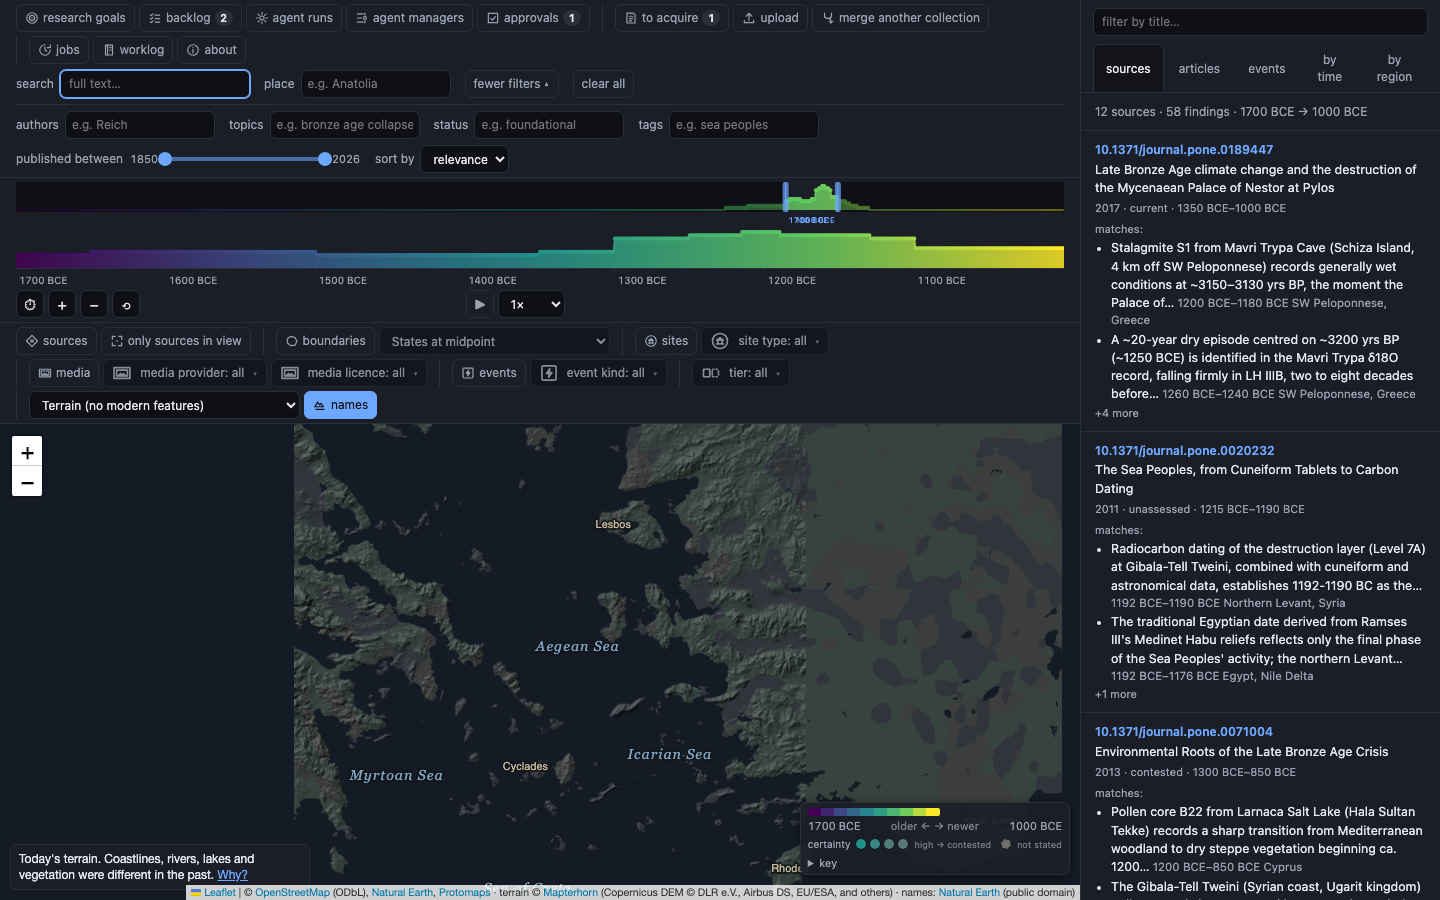 research goals
backlog 2
agent runs
agent managers
approvals 1
to acquire 1
upload
merge another collection
jobs
worklog
about
search full text...
place e.g. Anatolia
fewer filters
clear all
authors e.g. Reich
topics e.g. bronze age collapse
status e.g. foundational
tags e.g. sea peoples
published between 1850 2026
sort by relevance
1700 BCE 1600 BCE 1500 BCE 1400 BCE 1300 BCE 1200 BCE 1100 BCE
1×
sources
only sources in view
boundaries
States at midpoint
sites
site type: all
media
media provider: all
media licence: all
events
event kind: all
tier: all
Terrain (no modern features)
names
+
−
Lesbos
Aegean Sea
Icarian Sea
Cyclades
Myrtoan Sea
1700 BCE older ← → newer 1000 BCE
certainty high → contested not stated
key
Today's terrain. Coastlines, rivers, lakes and
vegetation were different in the past. Why?
Leaflet | © OpenStreetMap (ODbL), Natural Earth, Protomaps · terrain © Mapterhorn (Copernicus DEM © DLR e.V., Airbus DS, EU/ESA, and others) · names: Natural Earth (public domain)
filter by title...
sources
articles
events
by time
by region
12 sources · 58 findings · 1700 BCE → 1000 BCE
10.1371/journal.pone.0189447
Late Bronze Age climate change and the destruction of
the Mycenaean Palace of Nestor at Pylos
2017 · current · 1350 BCE–1000 BCE
matches:
• Stalagmite S1 from Mavri Trypa Cave (Schiza Island,
4 km off SW Peloponnese) records generally wet
conditions at ~3150–3130 yrs BP, the moment the
Palace of... 1200 BCE–1180 BCE SW Peloponnese,
Greece
• A ~20-year dry episode centred on ~3200 yrs BP
(~1250 BCE) is identified in the Mavri Trypa δ18O
record, falling firmly in LH IIIB, two to eight decades
before... 1260 BCE–1240 BCE SW Peloponnese, Greece
+4 more
10.1371/journal.pone.0020232
The Sea Peoples, from Cuneiform Tablets to Carbon
Dating
2011 · unassessed · 1215 BCE–1190 BCE
matches:
• Radiocarbon dating of the destruction layer (Level 7A)
at Gibala-Tell Tweini, combined with cuneiform and
astronomical data, establishes 1192-1190 BC as the...
1192 BCE–1190 BCE Northern Levant, Syria
• The traditional Egyptian date derived from Ramses
III's Medinet Habu reliefs reflects only the final phase
of the Sea Peoples' activity; the northern Levant...
1192 BCE–1176 BCE Egypt, Nile Delta
+1 more
10.1371/journal.pone.0071004
Environmental Roots of the Late Bronze Age Crisis
2013 · contested · 1300 BCE–850 BCE
matches:
• Pollen core B22 from Larnaca Salt Lake (Hala Sultan
Tekke) records a sharp transition from Mediterranean
woodland to dry steppe vegetation beginning ca.
1200... 1200 BCE–850 BCE Cyprus
• The Gibala-Tell Tweini (Syrian coast, Ugarit kingdom)